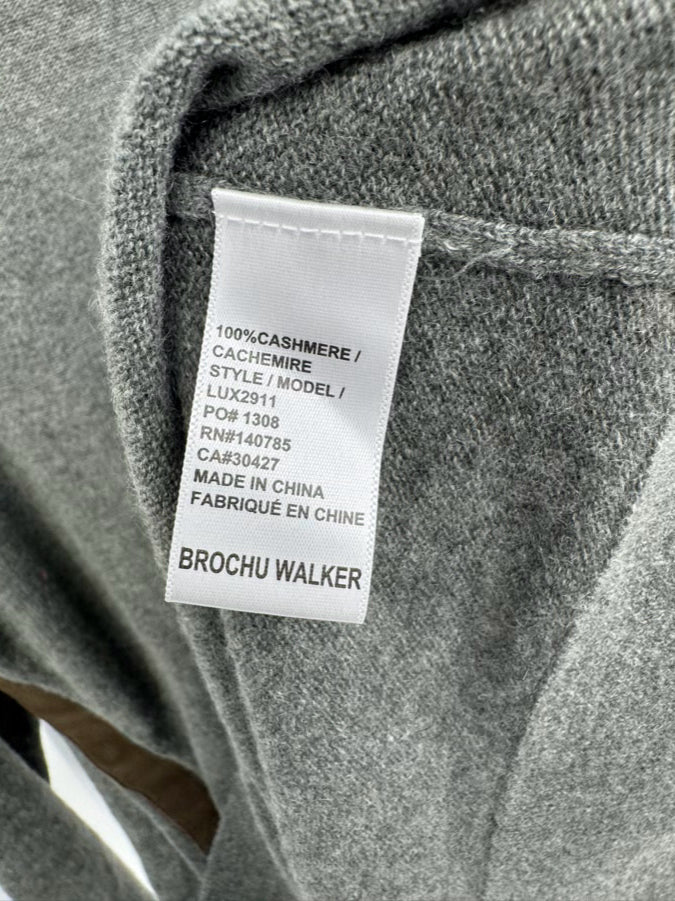 100%CASHMERE /
CACHEMIRE
STYLE / MODEL /
LUX2911
PO# 1308
RN#140785
CA#30427
MADE IN CHINA
FABRIQUÉ EN CHINE
BROCHU WALKER